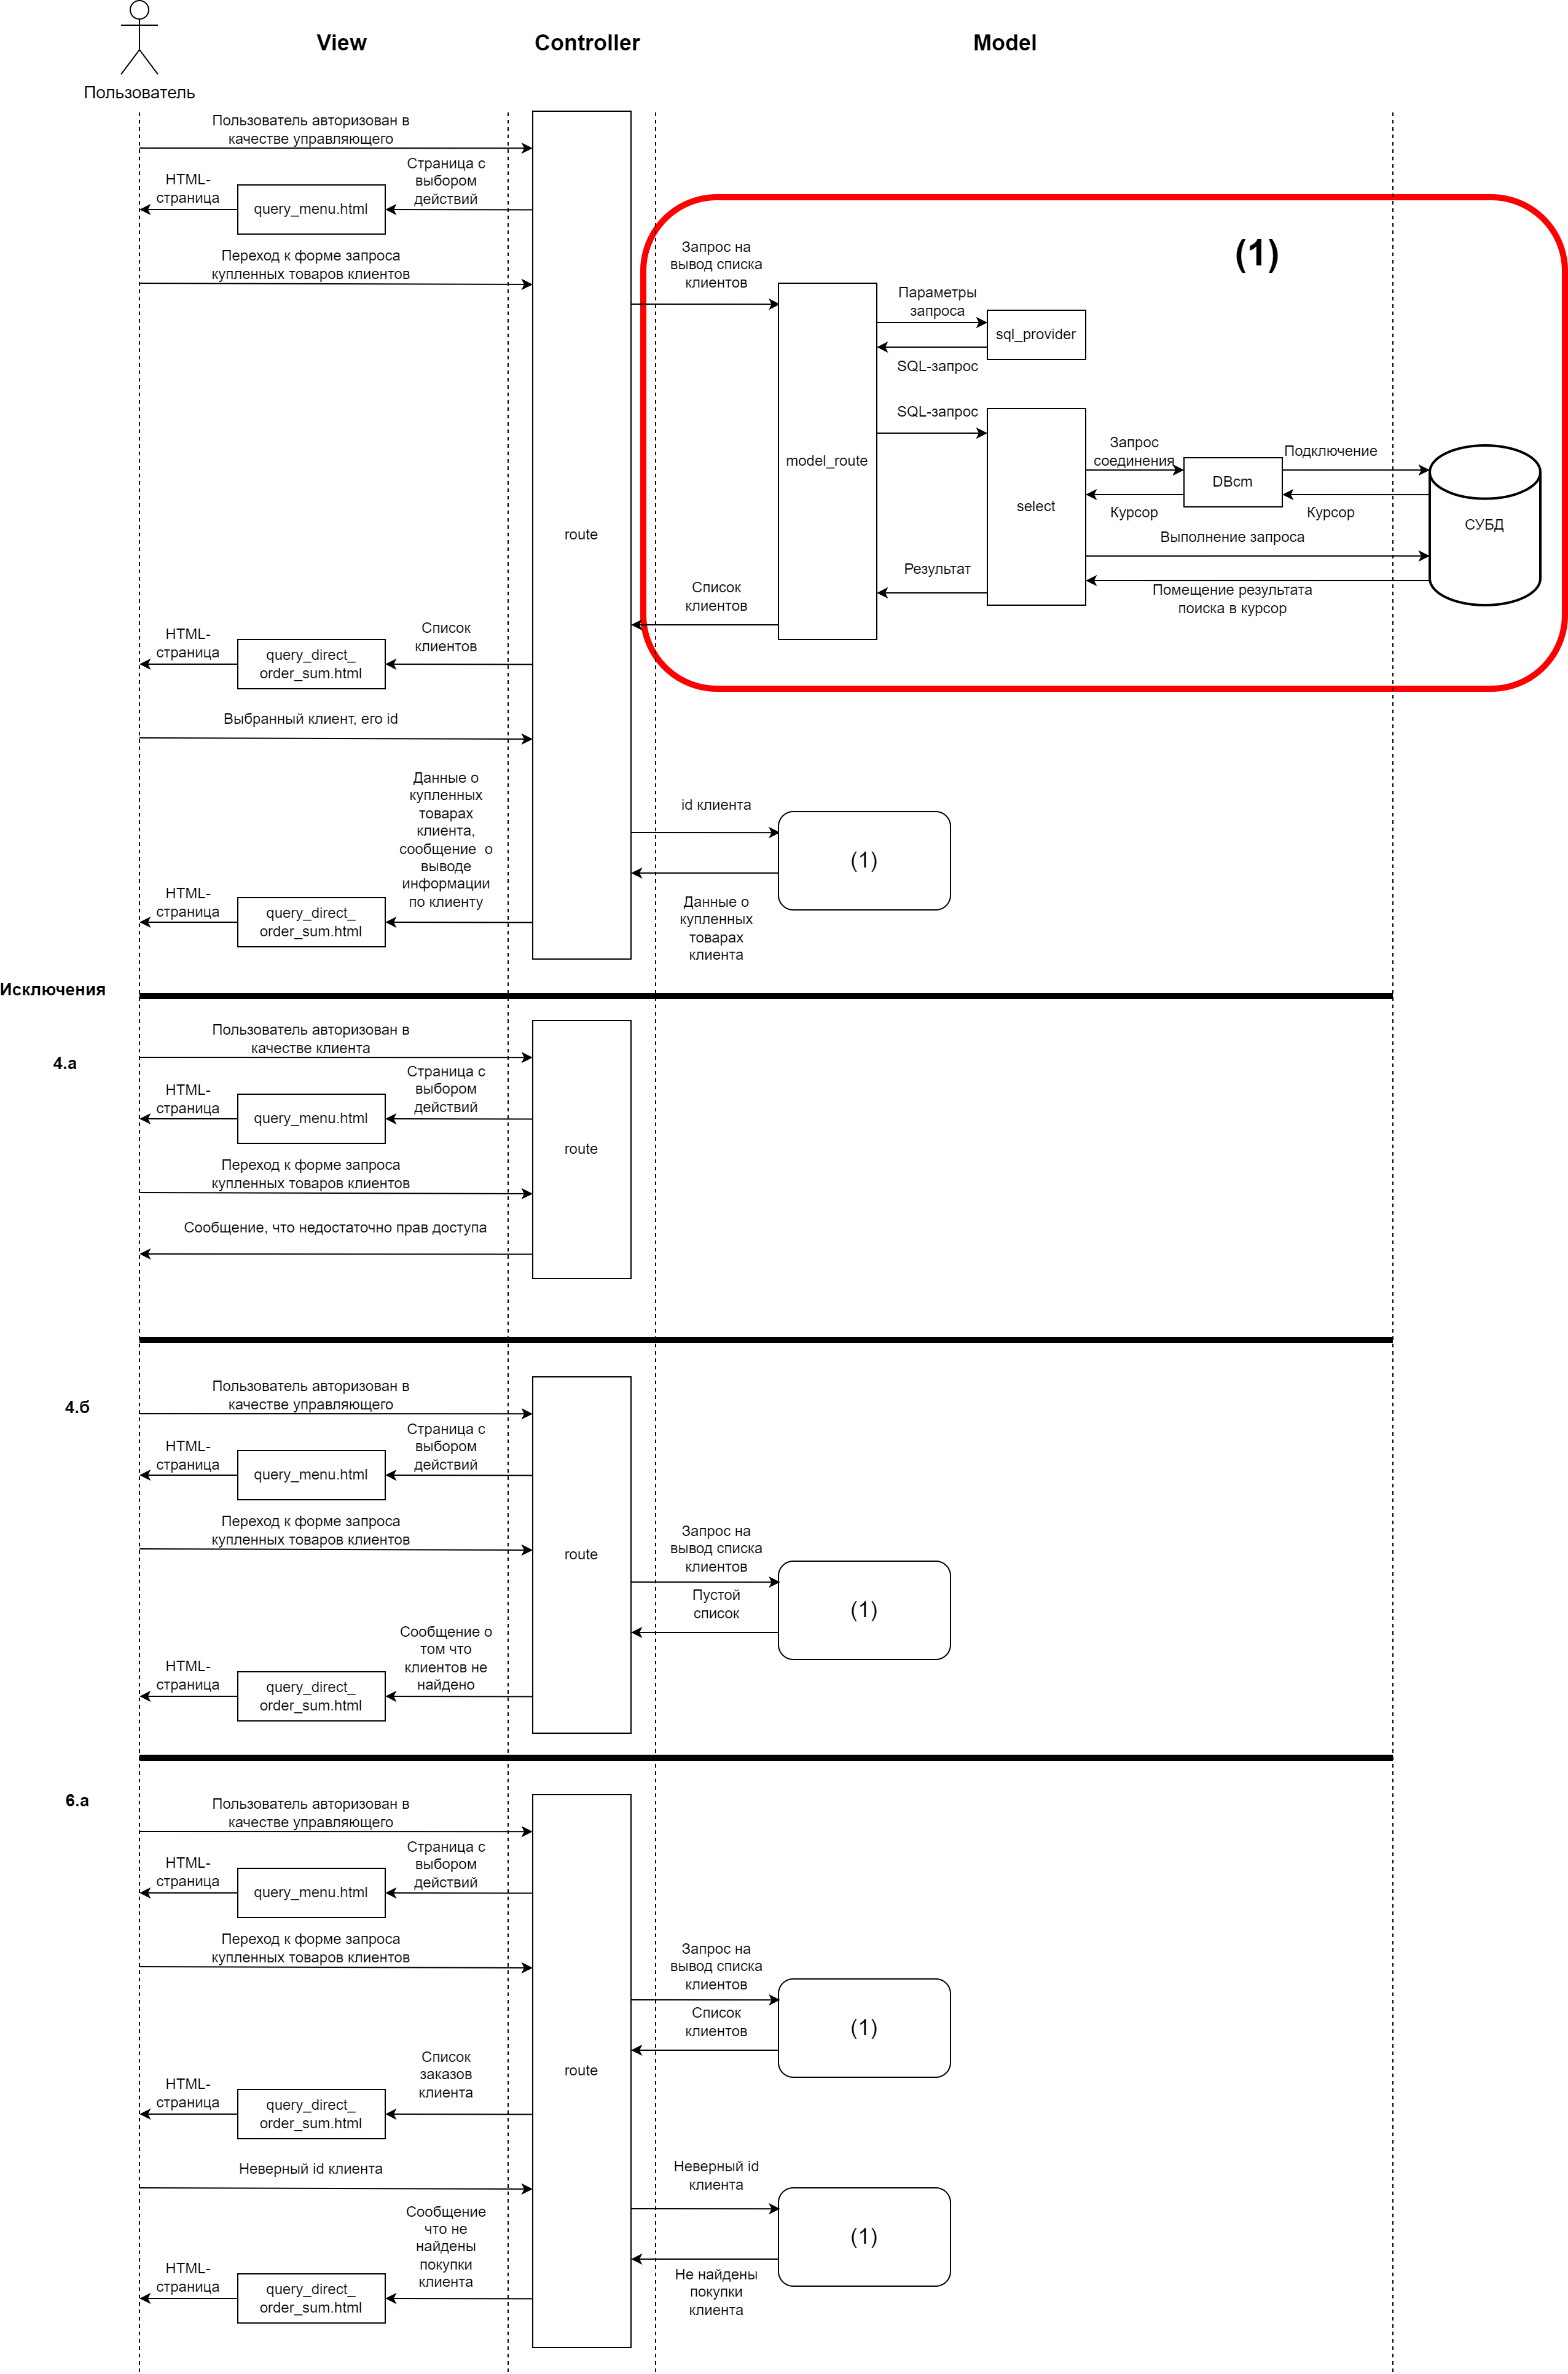 View
Controller
Model
Пользователь
Пользователь авторизован в
качестве управляющего
HTML-
страница
query_menu.html
Страница с
выбором
действий
Переход к форме запроса
купленных товаров клиентов
(1)
Запрос на
вывод списка
клиентов
Параметры
запроса
sql_provider
SQL-запрос
SQL-запрос
model_route
Запрос
соединения
Подключение
DBcm
select
Курсор
Курсор
СУБД
Выполнение запроса
route
Результат
Помещение результата
поиска в курсор
Список
клиентов
HTML-
страница
query_direct_
order_sum.html
Список
клиентов
Выбранный клиент, его id
Данные о
купленных
товарах
клиента,
сообщение  о
выводе
информации
по клиенту
id клиента
(1)
HTML-
страница
query_direct_
order_sum.html
Данные о
купленных
товарах
клиента
Исключения
4.а
Пользователь авторизован в
качестве клиента
HTML-
страница
query_menu.html
Страница с
выбором
действий
route
Переход к форме запроса
купленных товаров клиентов
Сообщение, что недостаточно прав доступа
4.б
Пользователь авторизован в
качестве управляющего
HTML-
страница
query_menu.html
Страница с
выбором
действий
Переход к форме запроса
купленных товаров клиентов
route
Запрос на
вывод списка
клиентов
Пустой
список
(1)
HTML-
страница
query_direct_
order_sum.html
Сообщение о
том что
клиентов не
найдено
6.а
Пользователь авторизован в
качестве управляющего
HTML-
страница
query_menu.html
Страница с
выбором
действий
Переход к форме запроса
купленных товаров клиентов
Запрос на
вывод списка
клиентов
Список
клиентов
(1)
route
HTML-
страница
query_direct_
order_sum.html
Список
заказов
клиента
Неверный id клиента
Неверный id
клиента
(1)
HTML-
страница
query_direct_
order_sum.html
Сообщение
что не
найдены
покупки
клиента
Не найдены
покупки
клиента